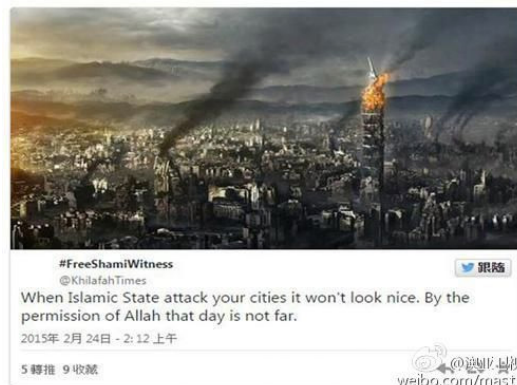 #FreeShamiWitness
@KhilafahTimes
跟隨
When Islamic State attack your cities it won't look nice. By the
permission of Allah that day is not far.
2015年 2月 24日 - 2:12 上午
5 轉推 9 收藏
weibo.com/mast